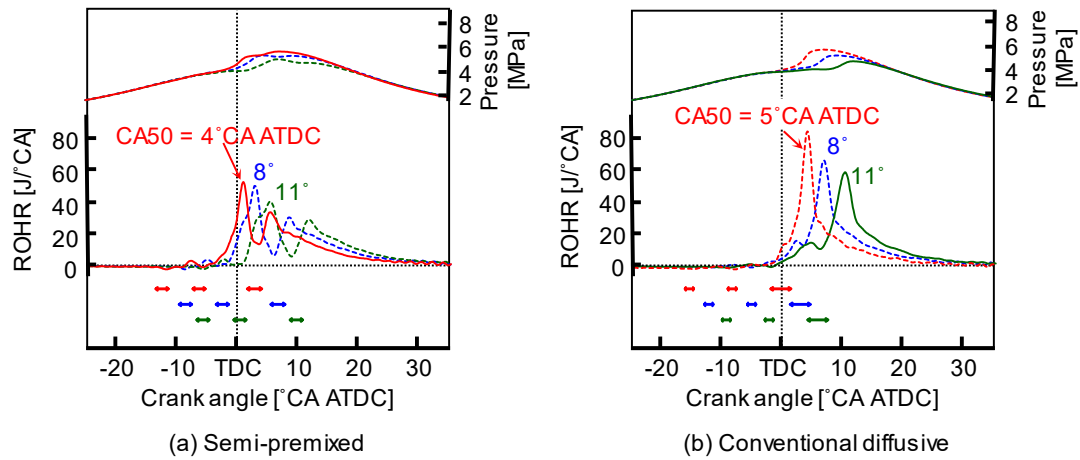 8
6
4
2
Pressure
[MPa]
80
60
40
20
0
ROHR [J/˚CA]
CA50 = 4˚CA ATDC
8˚
11˚
-20 -10 TDC 10 20 30
Crank angle [˚CA ATDC]
(a) Semi-premixed
8
6
4
2
Pressure
[MPa]
80
60
40
20
0
ROHR [J/˚CA]
CA50 = 5˚CA ATDC
8˚
11˚
-20 -10 TDC 10 20 30
Crank angle [˚CA ATDC]
(b) Conventional diffusive